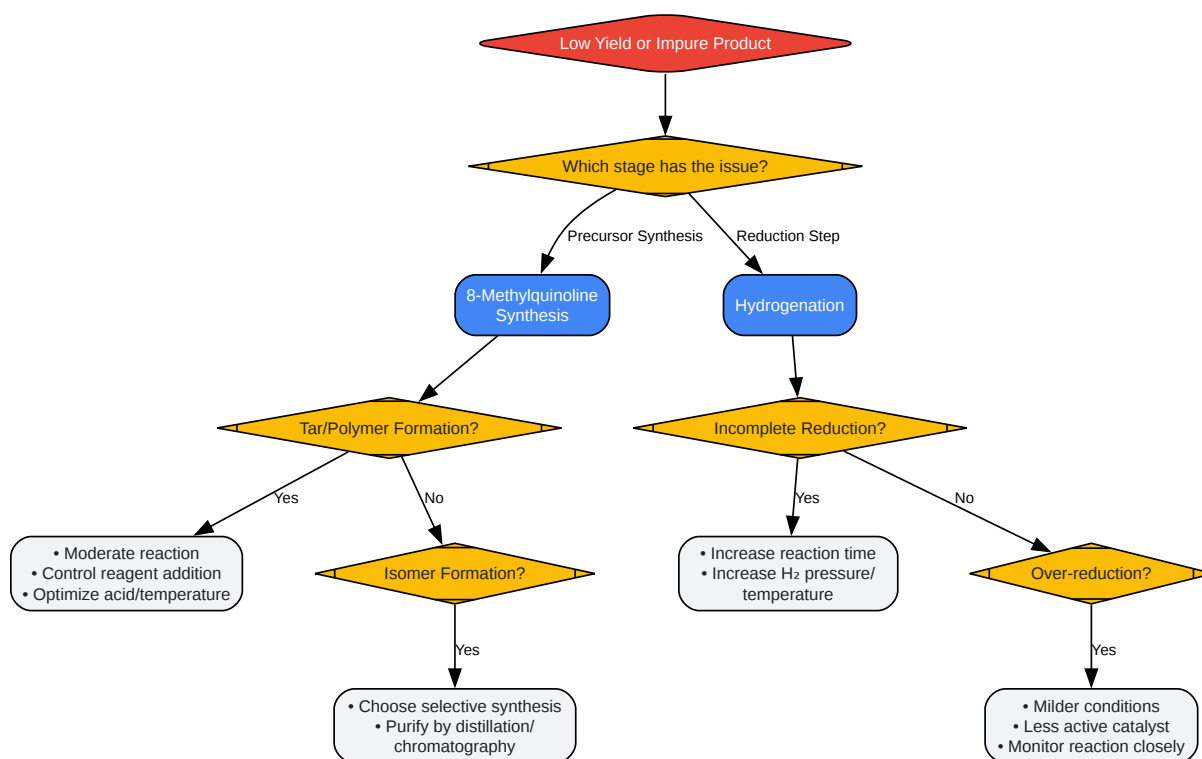 Low Yield or Impure Product
Which stage has the issue?
Precursor Synthesis
Reduction Step
8-Methylquinoline
Synthesis
Hydrogenation
Tar/Polymer Formation?
Incomplete Reduction?
Yes
No
Yes
No
• Moderate reaction
• Control reagent addition
• Optimize acid/temperature
Isomer Formation?
• Increase reaction time
• Increase H₂ pressure/
temperature
Over-reduction?
Yes
Yes
• Choose selective synthesis
• Purify by distillation/
chromatography
• Milder conditions
• Less active catalyst
• Monitor reaction closely